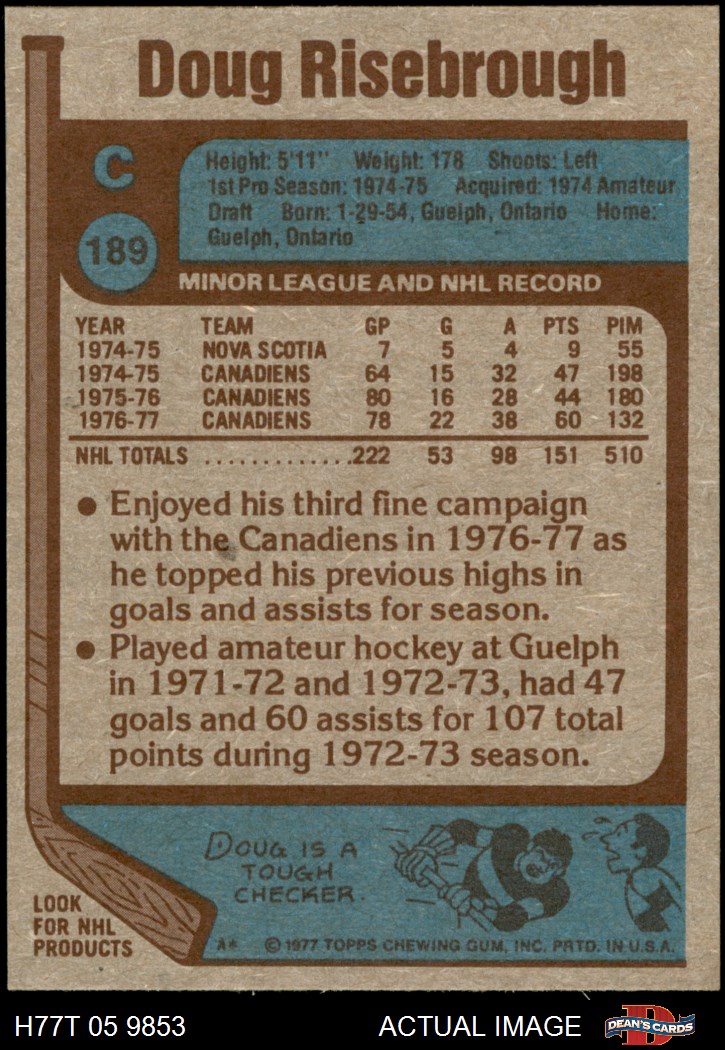 Doug Risebrough
C
189
Height: 5'11" Weight: 178 Shoots: Left
1st Pro Season: 1974-75 Acquired: 1974 Amateur
Draft Born: 1-29-54, Guelph, Ontario Home:
Guelph, Ontario
MINOR LEAGUE AND NHL RECORD
YEAR TEAM GP G A PTS PIM
1974-75 NOVA SCOTIA 7 5 4 9 55
1974-75 CANADIENS 64 15 32 47 198
1975-76 CANADIENS 80 16 28 44 180
1976-77 CANADIENS 78 22 38 60 132
NHL TOTALS .............222 53 98 151 510
● Enjoyed his third fine campaign
with the Canadiens in 1976-77 as
he topped his previous highs in
goals and assists for season.
● Played amateur hockey at Guelph
in 1971-72 and 1972-73, had 47
goals and 60 assists for 107 total
points during 1972-73 season.
DOUG IS A
TOUGH
CHECKER.
LOOK
FOR NHL
PRODUCTS
A* © 1977 TOPPS CHEWING GUM, INC. PRTD. IN U.S.A.
H77T 05 9853 ACTUAL IMAGE
D
DEAN'S CARDS